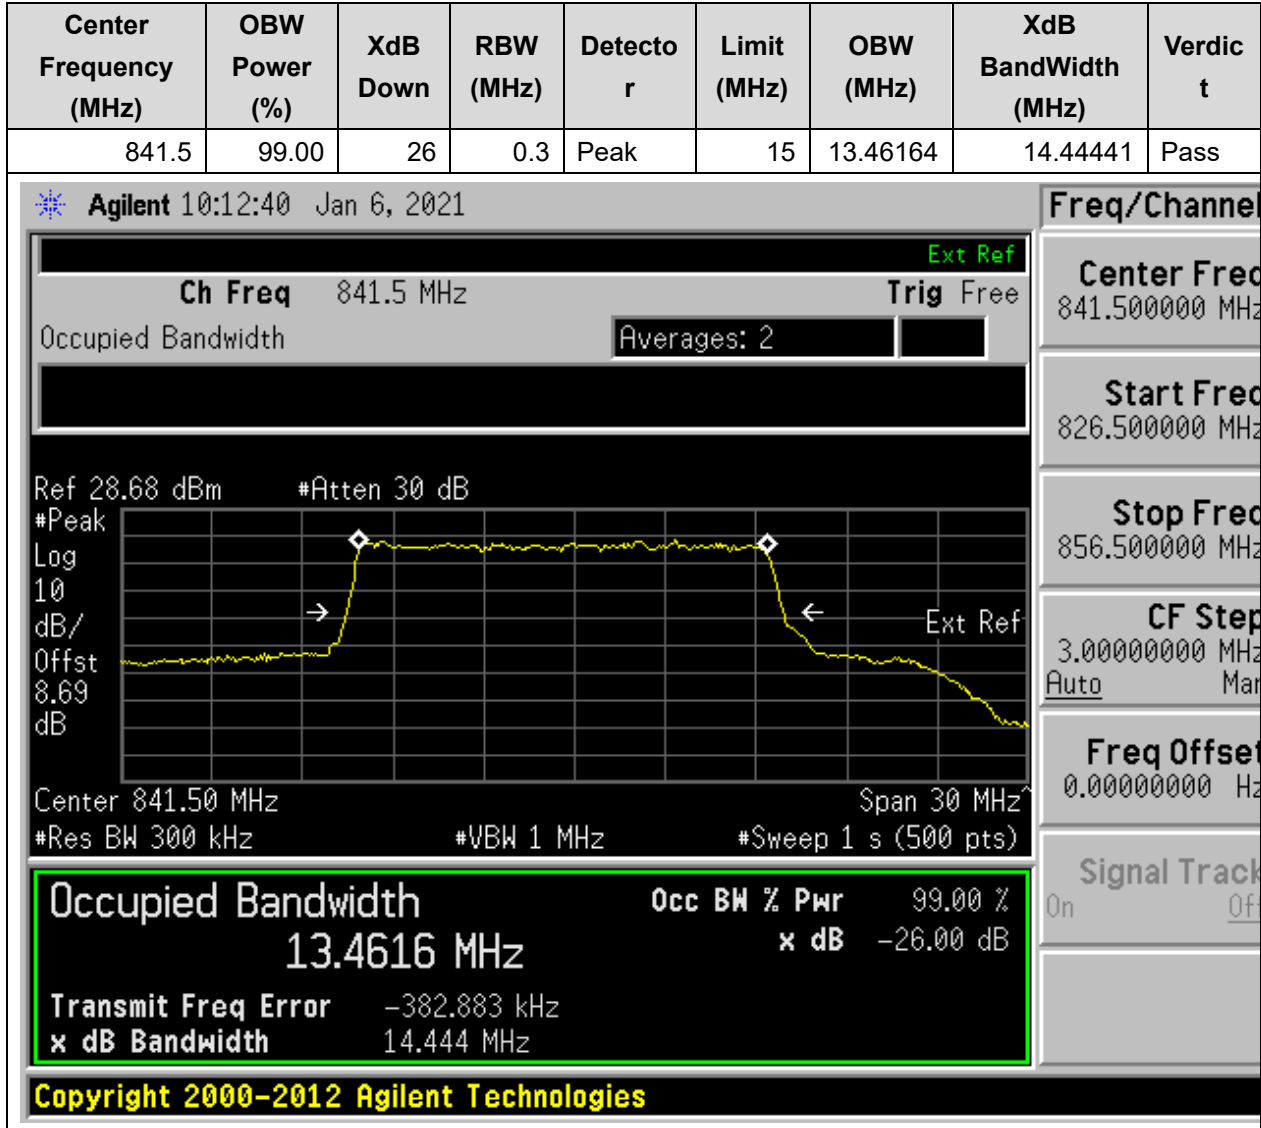 Center Frequency (MHz) OBW Power (%) XdB Down RBW (MHz) Detecto r Limit (MHz) OBW (MHz) XdB BandWidth (MHz) Verdic t
841.5 99.00 26 0.3 Peak 15 13.46164 14.44441 Pass
Agilent 10:12:40 Jan 6, 2021
Freq/Channel
Ext Ref
Ch Freq 841.5 MHz Trig Free
Occupied Bandwidth Averages: 2
Center Freq
841.500000 MHz
Start Freq
826.500000 MHz
Stop Freq
856.500000 MHz
CF Step
3.00000000 MHz
Auto Man
Freq Offset
0.00000000 Hz
Signal Track
On Off
Ref 28.68 dBm #Atten 30 dB
#Peak
Log
10
dB/
Offst
8.69
dB
Ext Ref
Center 841.50 MHz Span 30 MHz^
#Res BW 300 kHz #VBW 1 MHz #Sweep 1 s (500 pts)
Occupied Bandwidth Occ BW % Pwr 99.00 %
13.4616 MHz x dB -26.00 dB
Transmit Freq Error -382.883 kHz
x dB Bandwidth 14.444 MHz
Copyright 2000-2012 Agilent Technologies